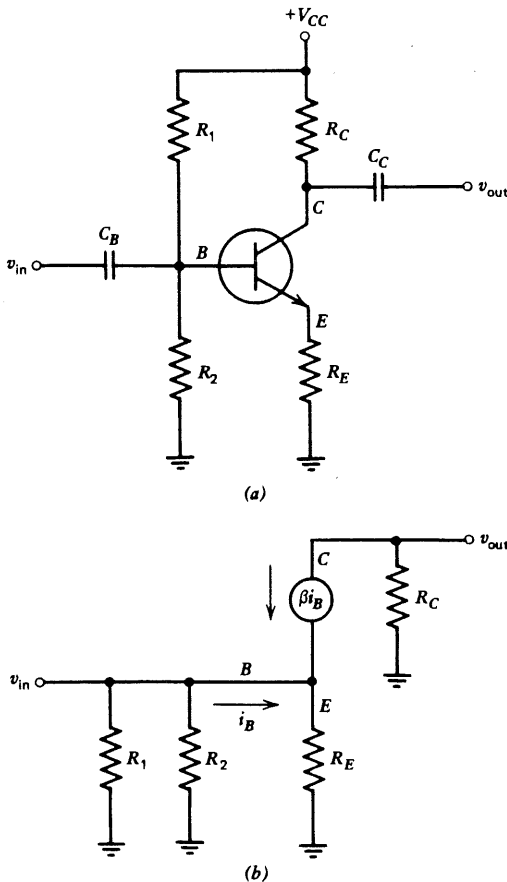 +V_CC
R_1
R_C
C_C
v_out
C
C_B
B
v_in
E
R_2
R_E
(a)
v_out
C
βi_B
R_C
B
v_in
E
i_B
R_1
R_2
R_E
(b)